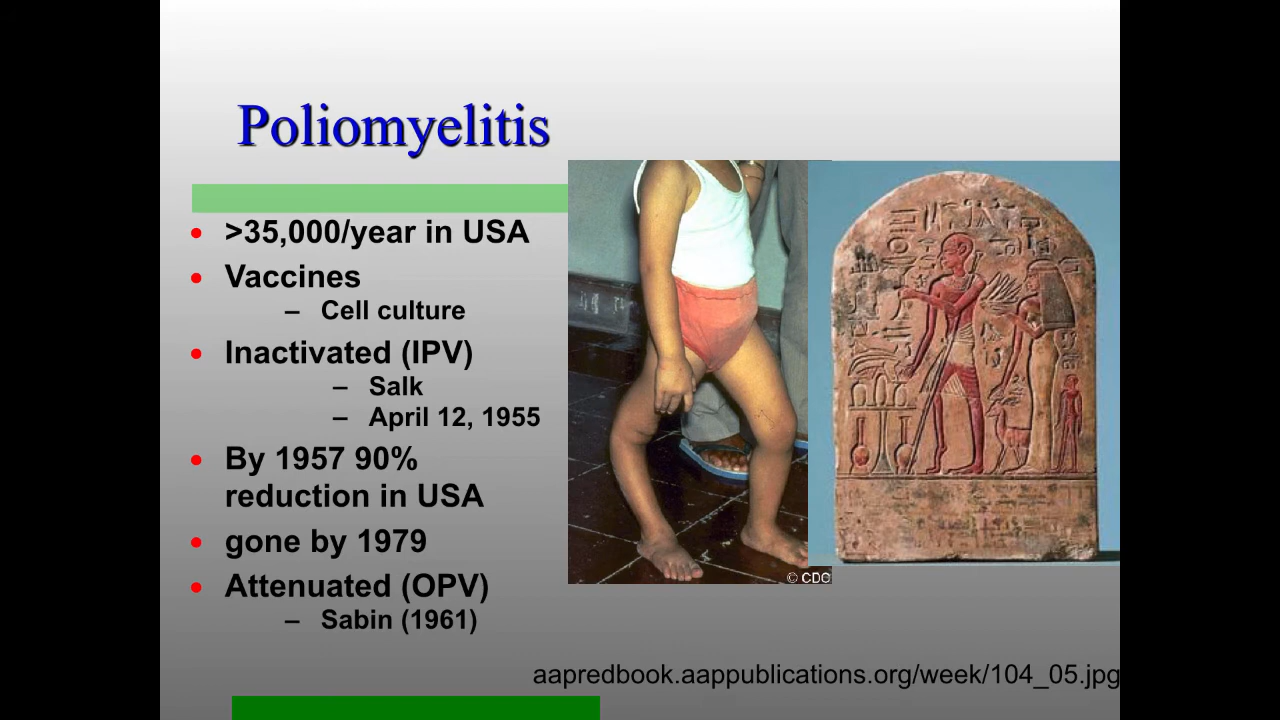 Poliomyelitis
• >35,000/year in USA
• Vaccines
– Cell culture
• Inactivated (IPV)
– Salk
– April 12, 1955
• By 1957 90%
reduction in USA
• gone by 1979
• Attenuated (OPV)
– Sabin (1961)
© CDC
aapredbook.aappublications.org/week/104_05.jpg